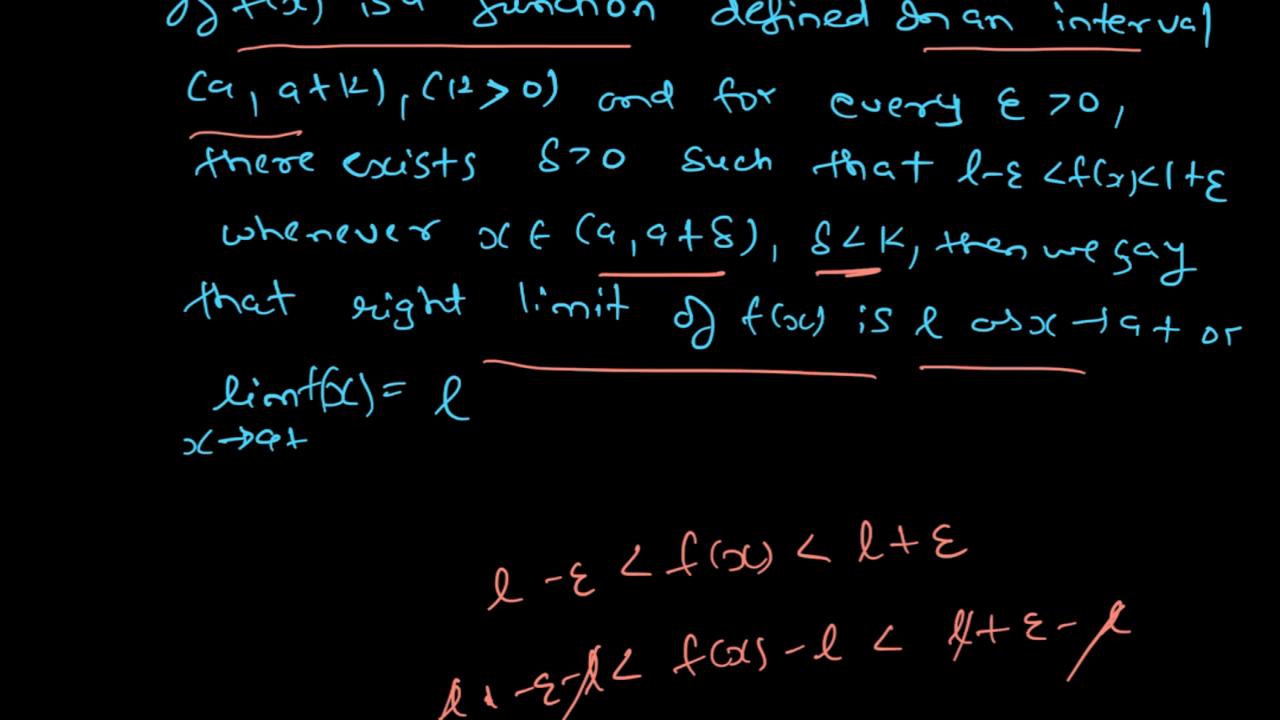 If f(x) is a function defined on an interval
(a, a+k), (k>0) and for every ε >0,
there exists δ>0 such that l-ε <f(x)<l+ε
whenever x ∈ (a, a+δ), δ<k, then we say
that right limit of f(x) is l as x→a+ or
lim f(x) = l
x→a+
l -ε < f(x) < l+ε
l -ε-l < f(x) - l < l+ε-l